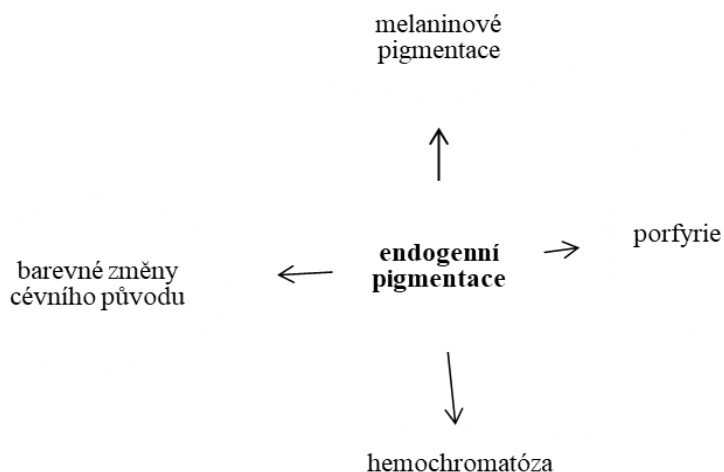 melaninové
pigmentace
porfyrie
endogenní
pigmentace
barevné změny
cévního původu
hemochromatóza